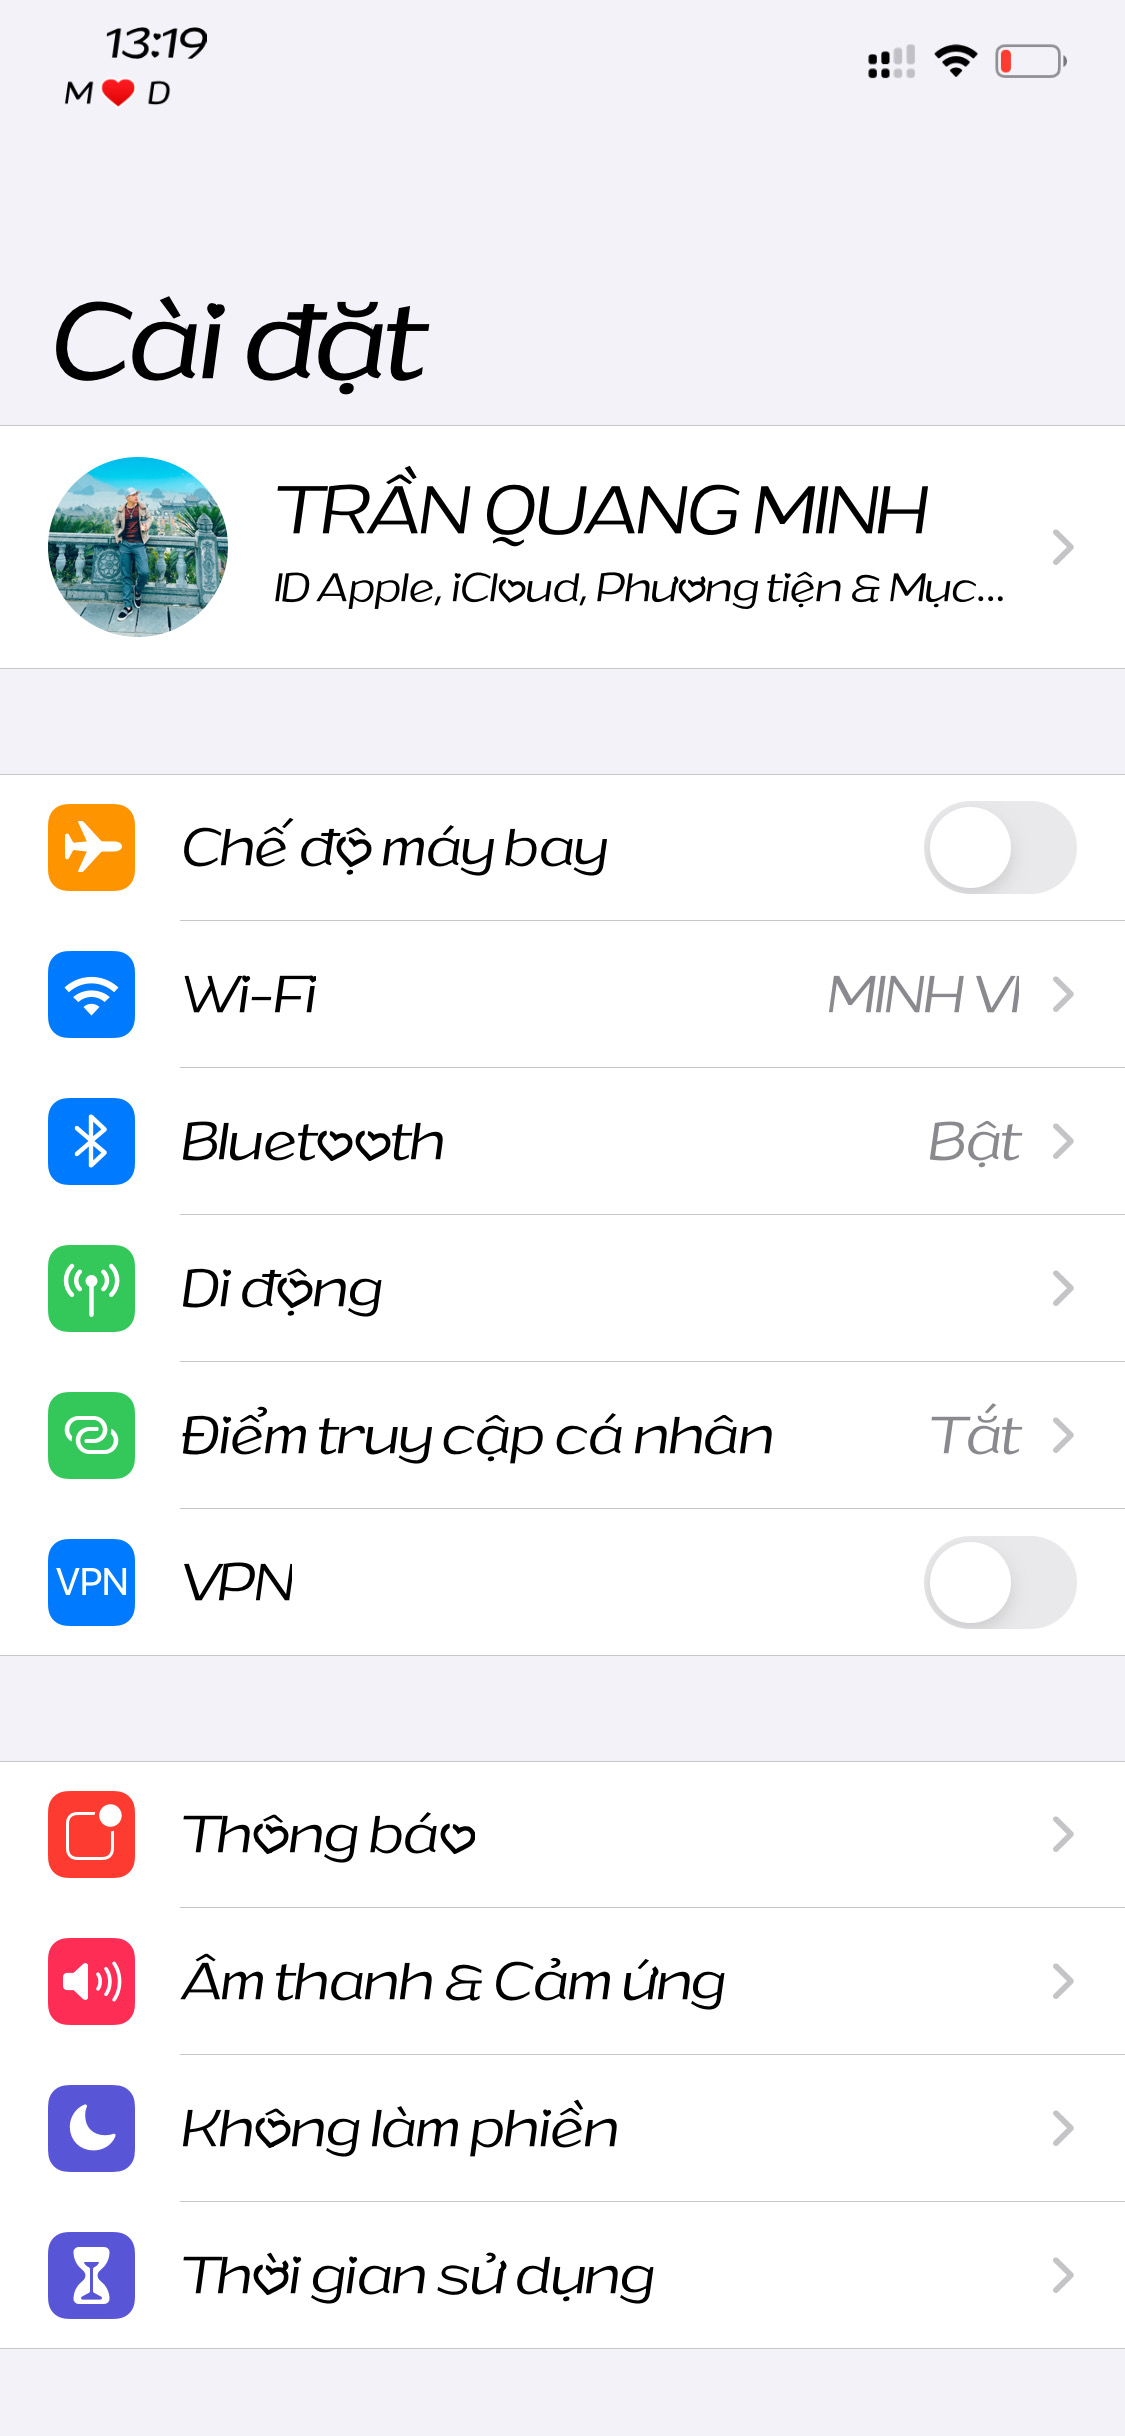 13:19
M ❤️ D
Cài đặt
TRẦN QUANG MINH
ID Apple, iCloud, Phương tiện & Mục...
Chế độ máy bay
Wi-Fi MINH VI
Bluetooth Bật
Di động
Điểm truy cập cá nhân Tắt
VPN VPN
Thông báo
Âm thanh & Cảm ứng
Không làm phiền
Thời gian sử dụng